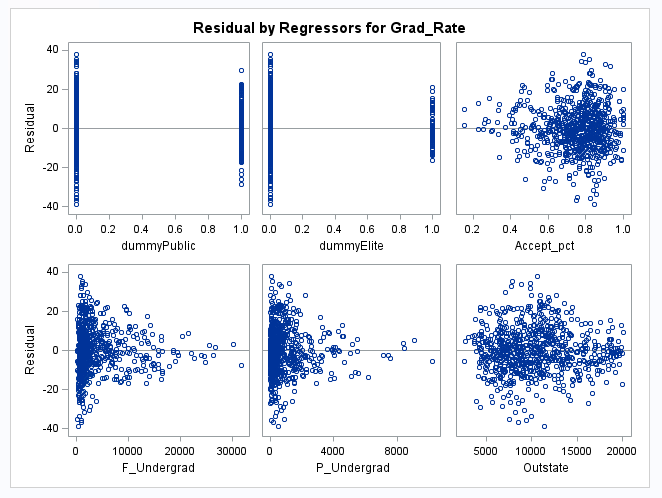 Residual by Regressors for Grad_Rate
Residual
40
20
0
-20
-40
0.0 0.2 0.4 0.6 0.8 1.0
dummyPublic
0.0 0.2 0.4 0.6 0.8 1.0
dummyElite
0.2 0.4 0.6 0.8 1.0
Accept_pct
Residual
40
20
0
-20
-40
0 10000 20000 30000
F_Undergrad
0 4000 8000
P_Undergrad
5000 10000 15000 20000
Outstate